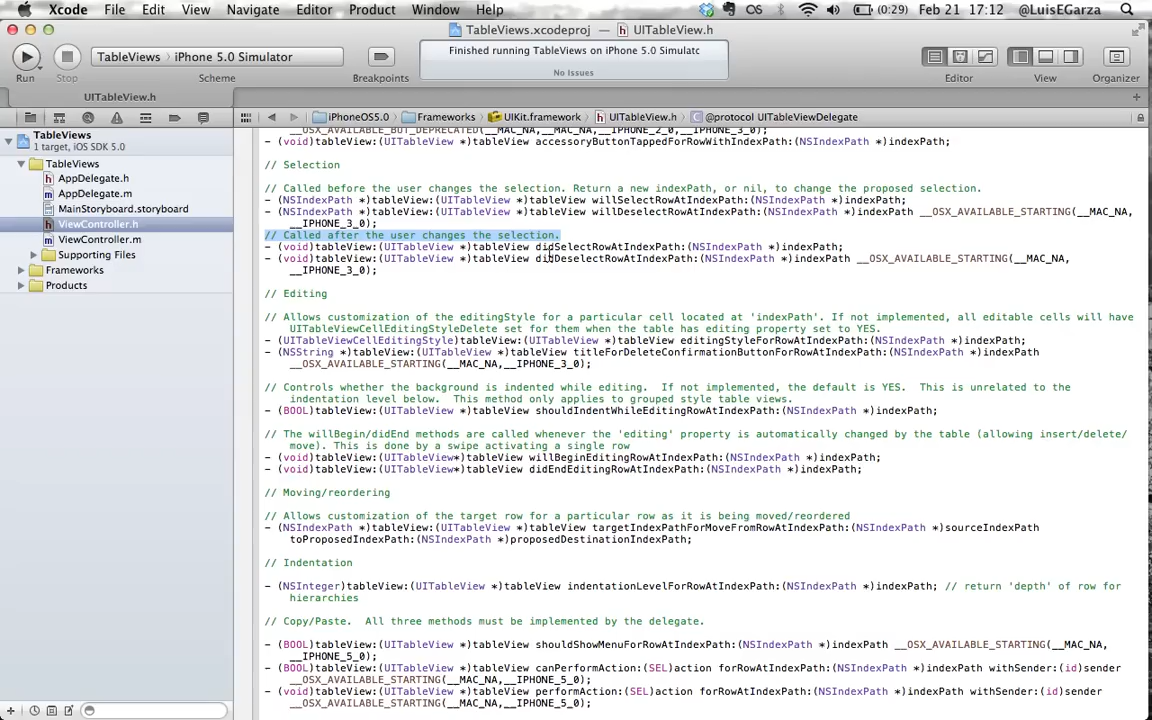 Xcode File Edit View Navigate Editor Product Window Help OS (0:29) Feb 21 17:12 @LuisEGarza
TableViews.xcodeproj — UITableView.h
TableViews > iPhone 5.0 Simulator
Finished running TableViews on iPhone 5.0 Simulatc
No Issues
Run Stop Scheme Breakpoints Editor View Organizer
UITableView.h
iPhoneOS5.0 Frameworks UIKit.framework UITableView.h @protocol UITableViewDelegate
TableViews
1 target, iOS SDK 5.0
TableViews
AppDelegate.h
AppDelegate.m
MainStoryboard.storyboard
ViewController.h
ViewController.m
Supporting Files
Frameworks
Products
__OSX_AVAILABLE_BUT_DEPRECATED(__MAC_NA,__MAC_NA,__IPHONE_2_0,__IPHONE_3_0);
- (void)tableView:(UITableView *)tableView accessoryButtonTappedForRowWithIndexPath:(NSIndexPath *)indexPath;
// Selection
// Called before the user changes the selection. Return a new indexPath, or nil, to change the proposed selection.
- (NSIndexPath *)tableView:(UITableView *)tableView willSelectRowAtIndexPath:(NSIndexPath *)indexPath;
- (NSIndexPath *)tableView:(UITableView *)tableView willDeselectRowAtIndexPath:(NSIndexPath *)indexPath __OSX_AVAILABLE_STARTING(__MAC_NA,
__IPHONE_3_0);
// Called after the user changes the selection.
- (void)tableView:(UITableView *)tableView didSelectRowAtIndexPath:(NSIndexPath *)indexPath;
- (void)tableView:(UITableView *)tableView didDeselectRowAtIndexPath:(NSIndexPath *)indexPath __OSX_AVAILABLE_STARTING(__MAC_NA,
__IPHONE_3_0);
// Editing
// Allows customization of the editingStyle for a particular cell located at 'indexPath'. If not implemented, all editable cells will have
UITableViewCellEditingStyleDelete set for them when the table has editing property set to YES.
- (UITableViewCellEditingStyle)tableView:(UITableView *)tableView editingStyleForRowAtIndexPath:(NSIndexPath *)indexPath;
- (NSString *)tableView:(UITableView *)tableView titleForDeleteConfirmationButtonForRowAtIndexPath:(NSIndexPath *)indexPath
__OSX_AVAILABLE_STARTING(__MAC_NA,__IPHONE_3_0);
// Controls whether the background is indented while editing.  If not implemented, the default is YES.  This is unrelated to the
indentation level below.  This method only applies to grouped style table views.
- (BOOL)tableView:(UITableView *)tableView shouldIndentWhileEditingRowAtIndexPath:(NSIndexPath *)indexPath;
// The willBegin/didEnd methods are called whenever the 'editing' property is automatically changed by the table (allowing insert/delete/
move). This is done by a swipe activating a single row
- (void)tableView:(UITableView*)tableView willBeginEditingRowAtIndexPath:(NSIndexPath *)indexPath;
- (void)tableView:(UITableView*)tableView didEndEditingRowAtIndexPath:(NSIndexPath *)indexPath;
// Moving/reordering
// Allows customization of the target row for a particular row as it is being moved/reordered
- (NSIndexPath *)tableView:(UITableView *)tableView targetIndexPathForMoveFromRowAtIndexPath:(NSIndexPath *)sourceIndexPath
toProposedIndexPath:(NSIndexPath *)proposedDestinationIndexPath;
// Indentation
- (NSInteger)tableView:(UITableView *)tableView indentationLevelForRowAtIndexPath:(NSIndexPath *)indexPath; // return 'depth' of row for
hierarchies
// Copy/Paste.  All three methods must be implemented by the delegate.
- (BOOL)tableView:(UITableView *)tableView shouldShowMenuForRowAtIndexPath:(NSIndexPath *)indexPath __OSX_AVAILABLE_STARTING(__MAC_NA,
__IPHONE_5_0);
- (BOOL)tableView:(UITableView *)tableView canPerformAction:(SEL)action forRowAtIndexPath:(NSIndexPath *)indexPath withSender:(id)sender
__OSX_AVAILABLE_STARTING(__MAC_NA,__IPHONE_5_0);
- (void)tableView:(UITableView *)tableView performAction:(SEL)action forRowAtIndexPath:(NSIndexPath *)indexPath withSender:(id)sender
__OSX_AVAILABLE_STARTING(__MAC_NA,__IPHONE_5_0);